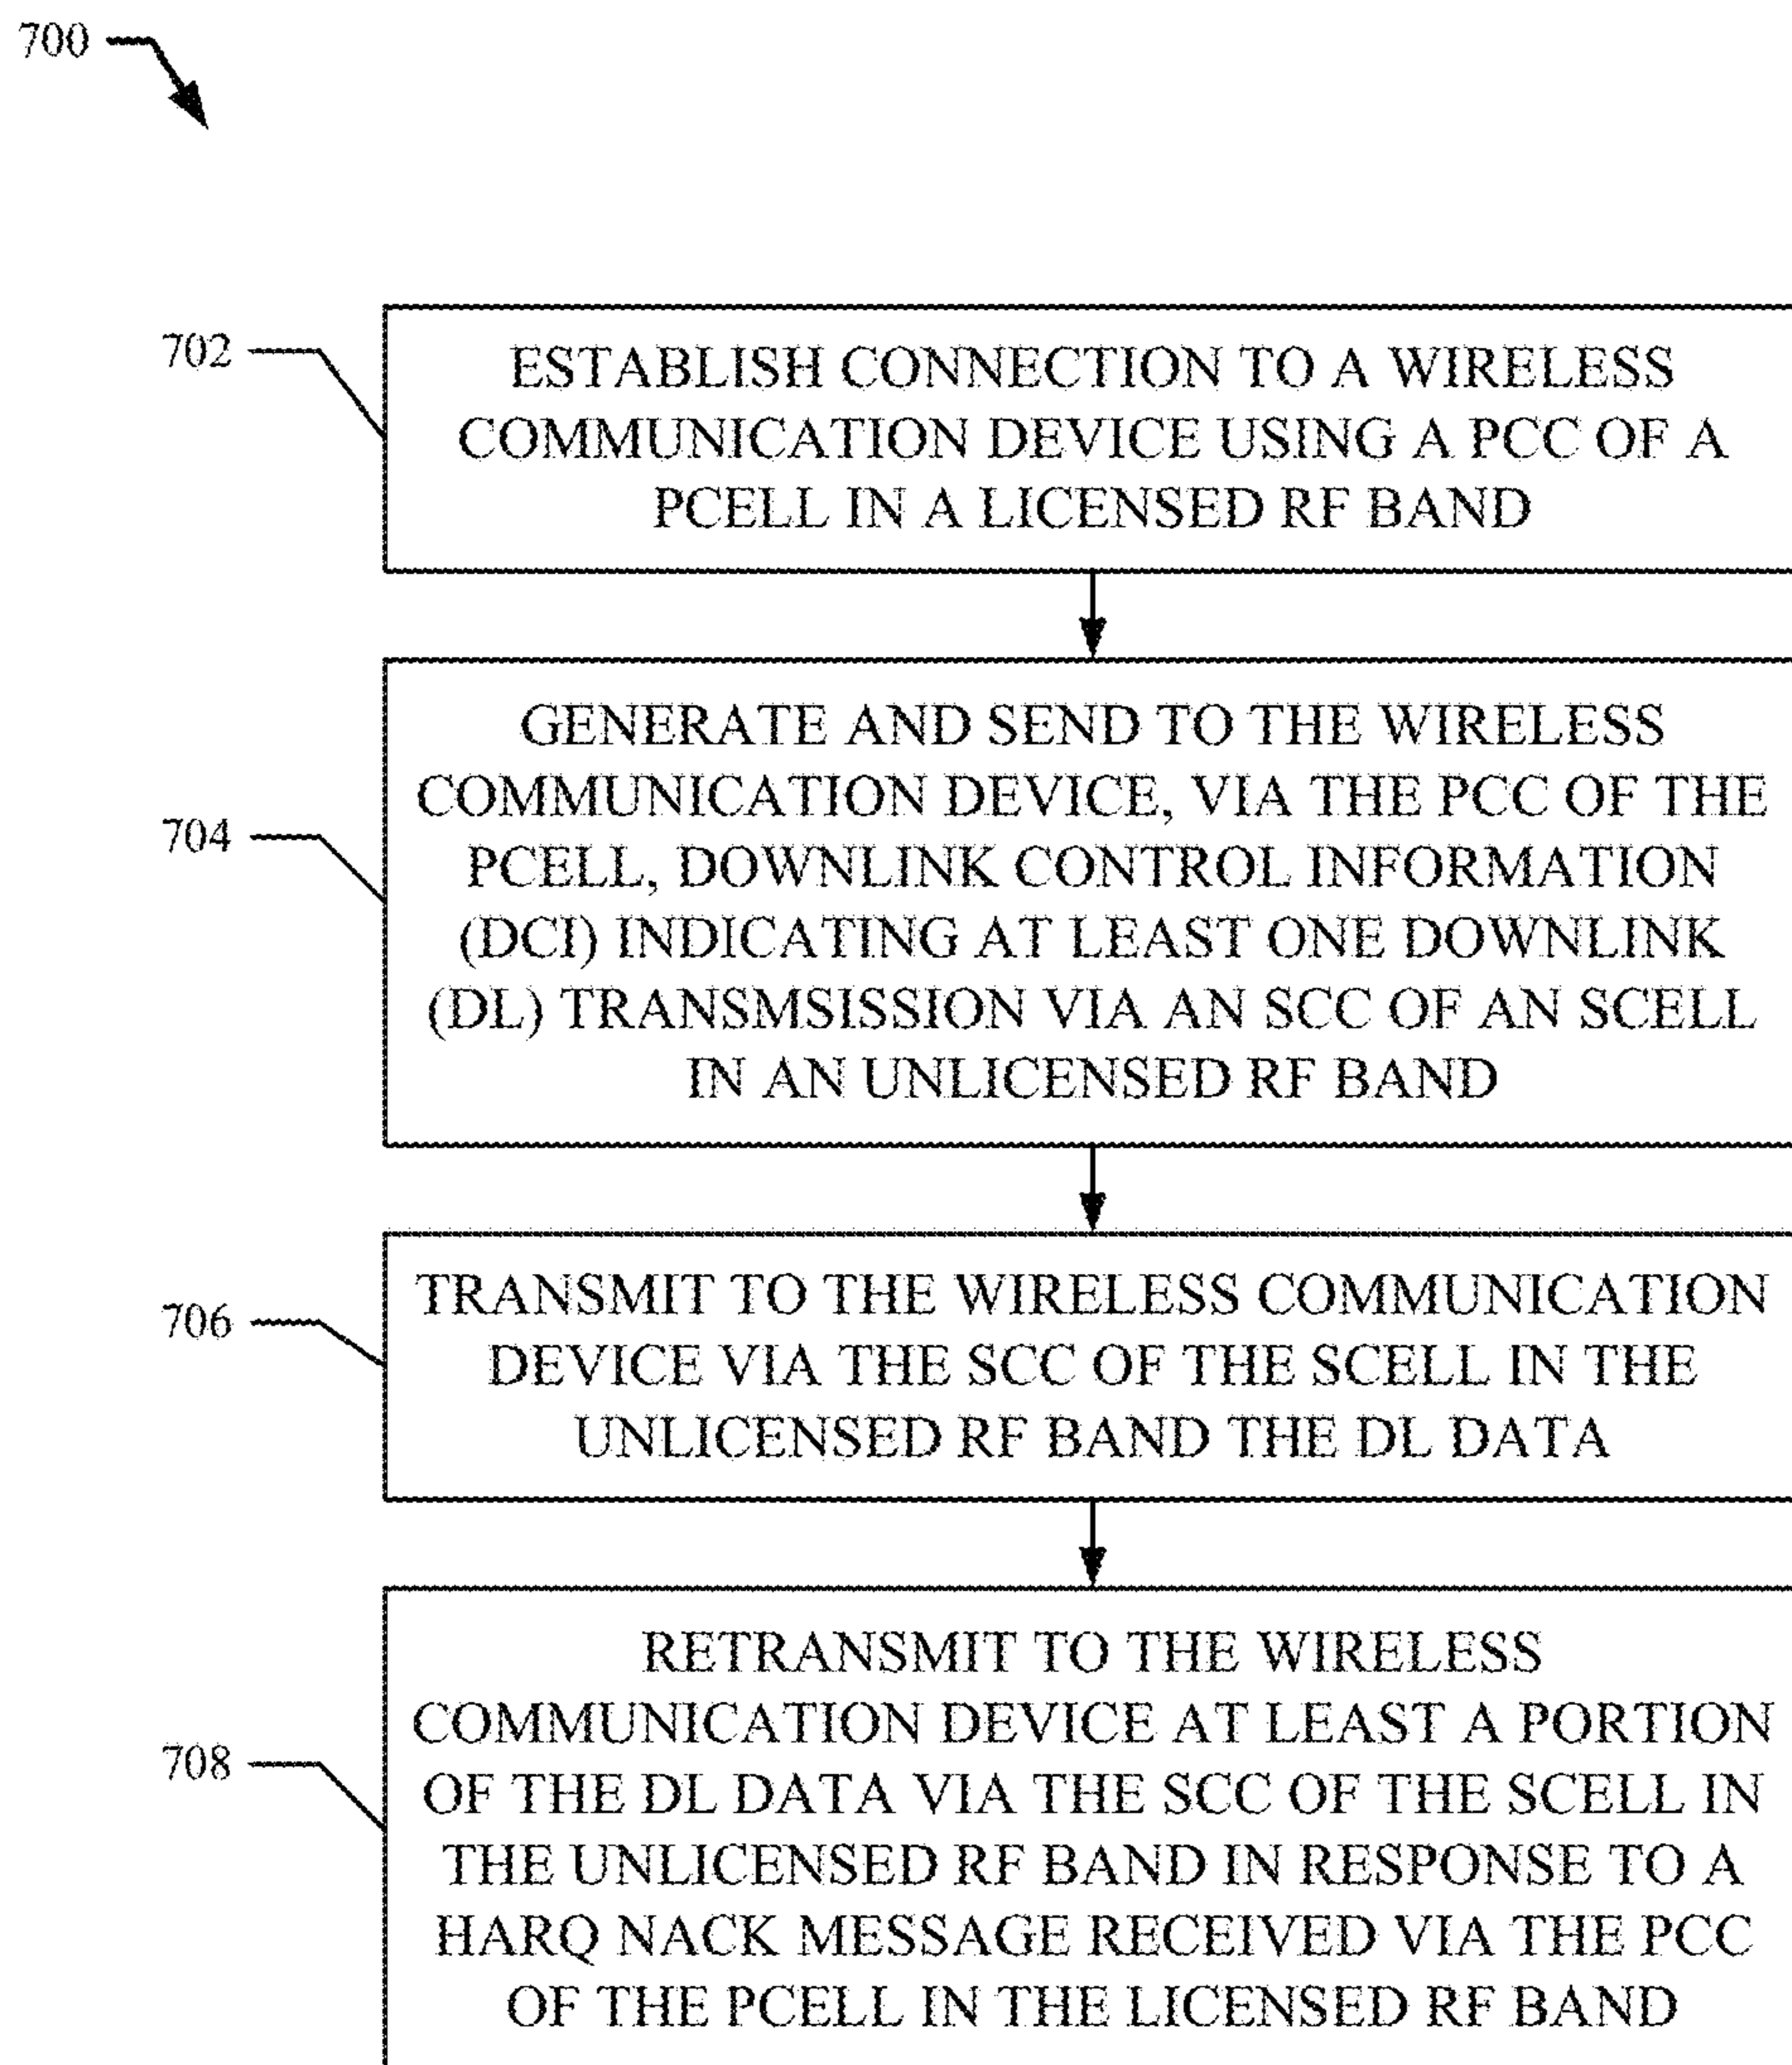 700
702
ESTABLISH CONNECTION TO A WIRELESS
COMMUNICATION DEVICE USING A PCC OF A
PCELL IN A LICENSED RF BAND
704
GENERATE AND SEND TO THE WIRELESS
COMMUNICATION DEVICE, VIA THE PCC OF THE
PCELL, DOWNLINK CONTROL INFORMATION
(DCI) INDICATING AT LEAST ONE DOWNLINK
(DL) TRANSMSISSION VIA AN SCC OF AN SCELL
IN AN UNLICENSED RF BAND
706
TRANSMIT TO THE WIRELESS COMMUNICATION
DEVICE VIA THE SCC OF THE SCELL IN THE
UNLICENSED RF BAND THE DL DATA
708
RETRANSMIT TO THE WIRELESS
COMMUNICATION DEVICE AT LEAST A PORTION
OF THE DL DATA VIA THE SCC OF THE SCELL IN
THE UNLICENSED RF BAND IN RESPONSE TO A
HARQ NACK MESSAGE RECEIVED VIA THE PCC
OF THE PCELL IN THE LICENSED RF BAND